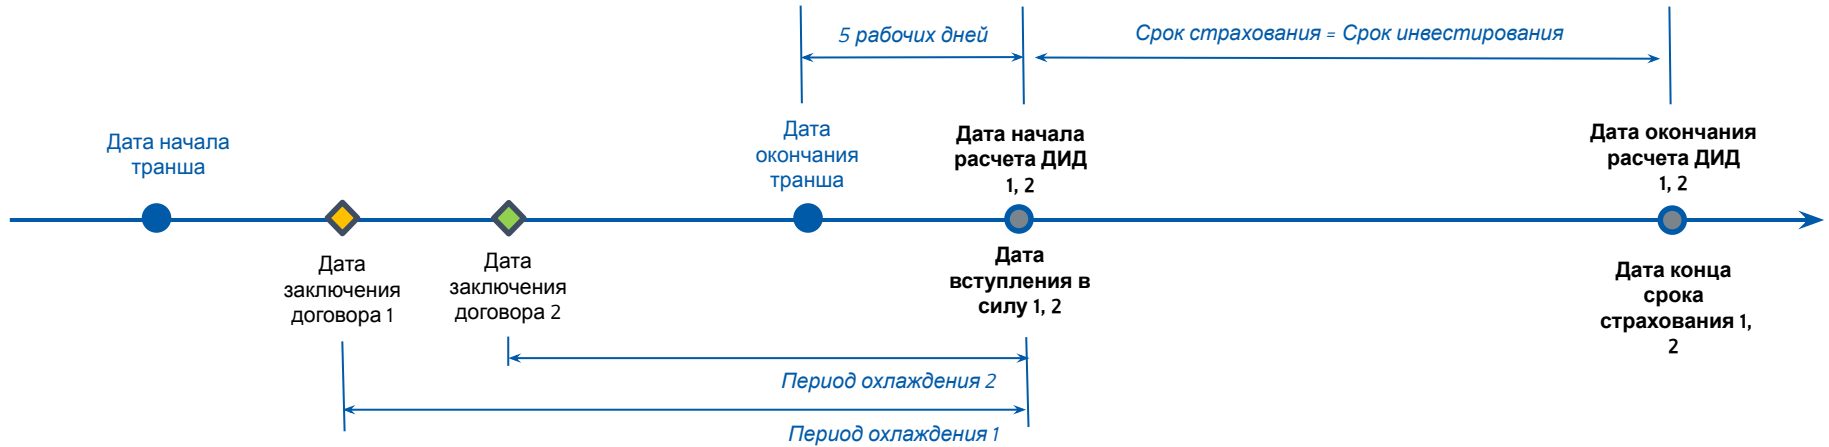 5 рабочих дней
Срок страхования = Срок инвестирования
Дата начала
транша
Дата
окончания
транша
Дата начала
расчета ДИД
1, 2
Дата окончания
расчета ДИД
1, 2
Дата
заключения
договора 1
Дата
заключения
договора 2
Дата
вступления в
силу 1, 2
Дата конца
срока
страхования 1,
2
Период охлаждения 2
Период охлаждения 1